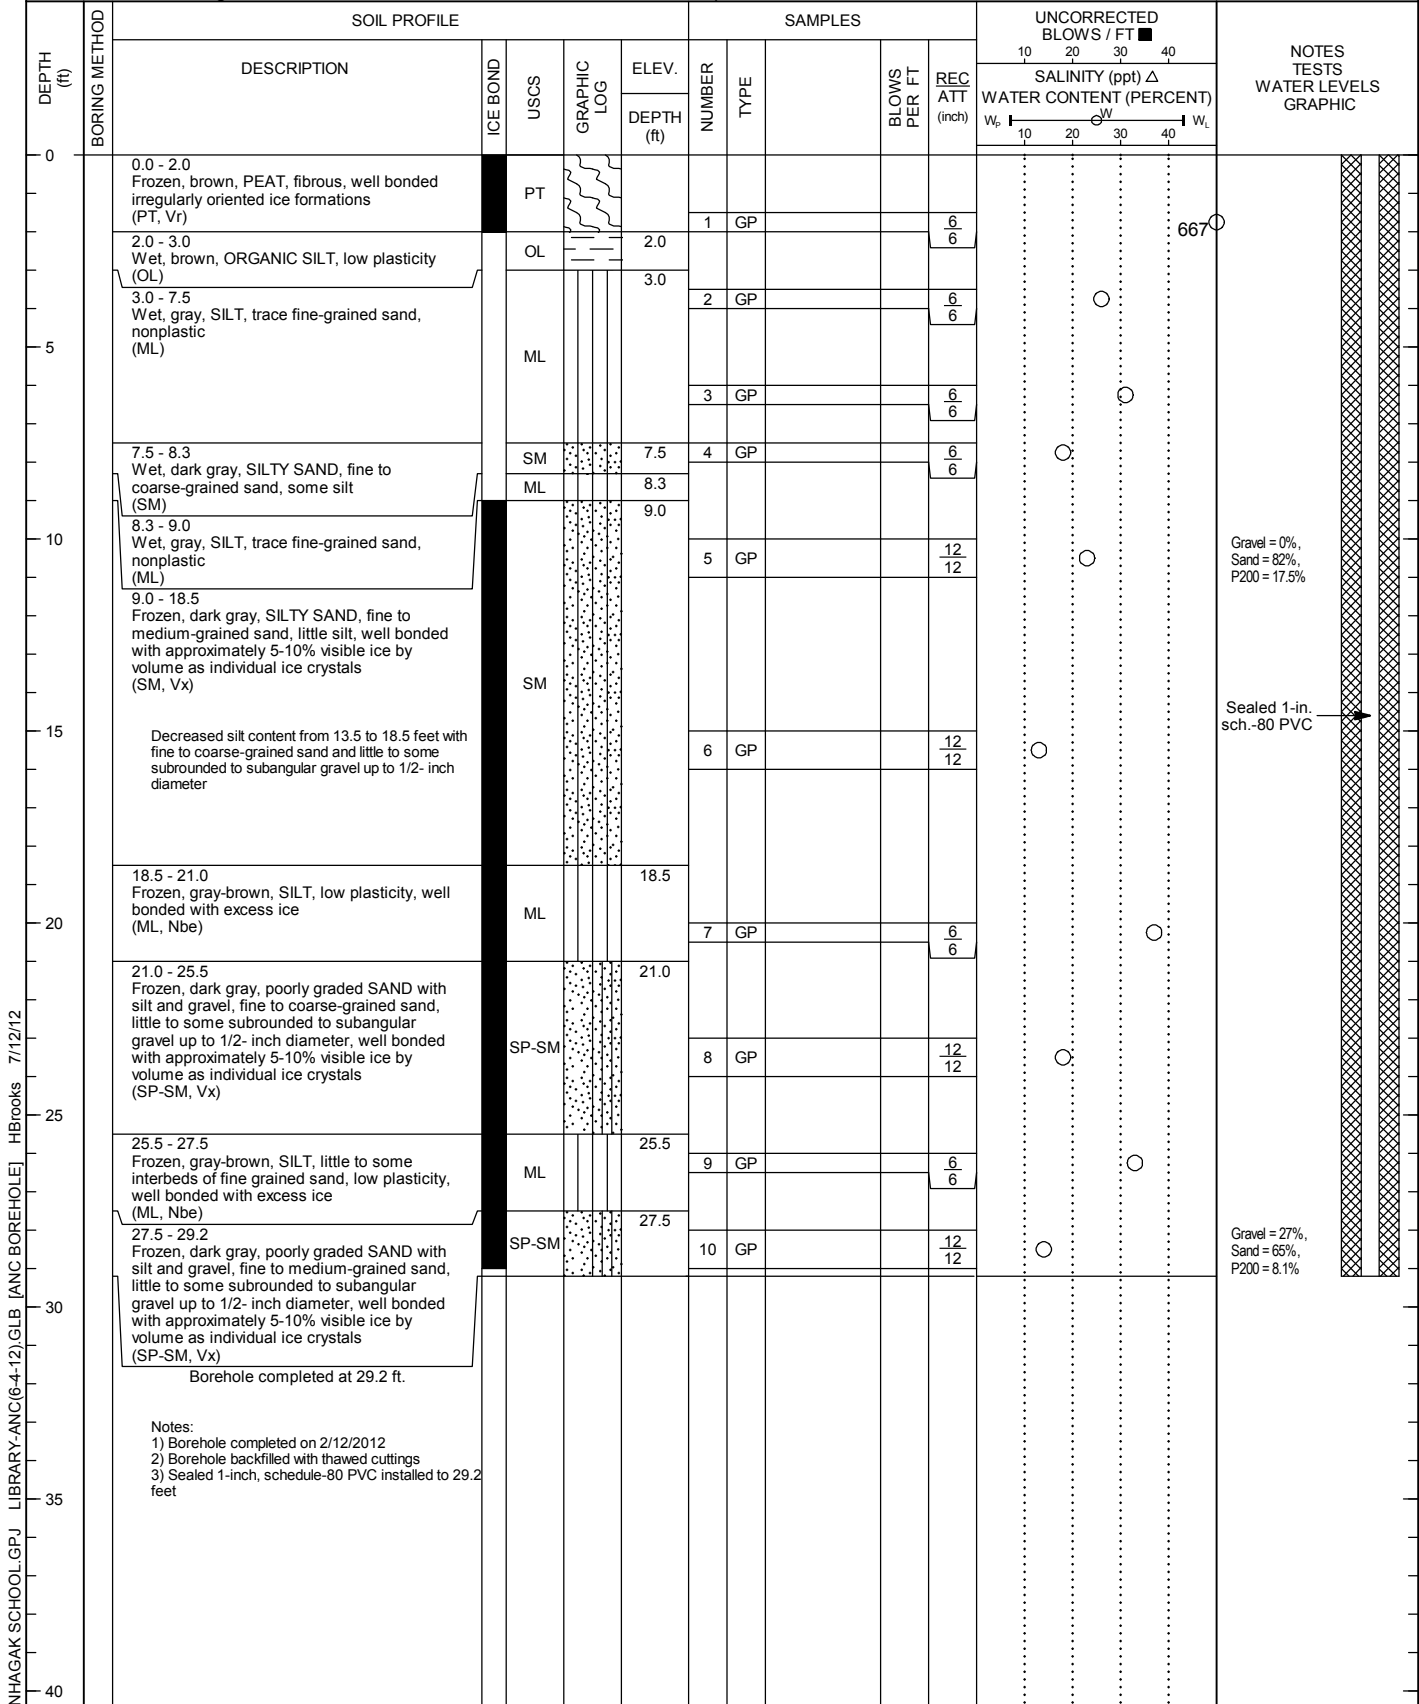 SOIL PROFILE
SAMPLES
UNCORRECTED
BLOWS / FT ■
10 20 30 40
DEPTH
(ft)
BORING METHOD
DESCRIPTION
ICE BOND
USCS
GRAPHIC
LOG
ELEV.
DEPTH
(ft)
NUMBER
TYPE
BLOWS
PER FT
REC
ATT
(inch)
SALINITY (ppt) △
WATER CONTENT (PERCENT)
WP W WL
10 20 30 40
NOTES
TESTS
WATER LEVELS
GRAPHIC
0
0.0 - 2.0
Frozen, brown, PEAT, fibrous, well bonded
irregularly oriented ice formations
(PT, Vr)
PT
1 GP 6
6
667
2.0 - 3.0
Wet, brown, ORGANIC SILT, low plasticity
(OL)
OL
2.0
3.0
3.0 - 7.5
Wet, gray, SILT, trace fine-grained sand,
nonplastic
(ML)
2 GP 6
6
5
ML
3 GP 6
6
7.5 - 8.3
Wet, dark gray, SILTY SAND, fine to
coarse-grained sand, some silt
(SM)
SM
7.5
4 GP 6
6
ML
8.3
9.0
8.3 - 9.0
Wet, gray, SILT, trace fine-grained sand,
nonplastic
(ML)
10
5 GP 12
12
Gravel = 0%,
Sand = 82%,
P200 = 17.5%
9.0 - 18.5
Frozen, dark gray, SILTY SAND, fine to
medium-grained sand, little silt, well bonded
with approximately 5-10% visible ice by
volume as individual ice crystals
(SM, Vx)
SM
Sealed 1-in.
sch.-80 PVC
Decreased silt content from 13.5 to 18.5 feet with
fine to coarse-grained sand and little to some
subrounded to subangular gravel up to 1/2- inch
diameter
15
6 GP 12
12
18.5 - 21.0
Frozen, gray-brown, SILT, low plasticity, well
bonded with excess ice
(ML, Nbe)
ML
18.5
20
7 GP 6
6
21.0 - 25.5
Frozen, dark gray, poorly graded SAND with
silt and gravel, fine to coarse-grained sand,
little to some subrounded to subangular
gravel up to 1/2- inch diameter, well bonded
with approximately 5-10% visible ice by
volume as individual ice crystals
(SP-SM, Vx)
SP-SM
21.0
8 GP 12
12
25
25.5 - 27.5
Frozen, gray-brown, SILT, little to some
interbeds of fine grained sand, low plasticity,
well bonded with excess ice
(ML, Nbe)
ML
25.5
9 GP 6
6
27.5 - 29.2
Frozen, dark gray, poorly graded SAND with
silt and gravel, fine to medium-grained sand,
little to some subrounded to subangular
gravel up to 1/2- inch diameter, well bonded
with approximately 5-10% visible ice by
volume as individual ice crystals
(SP-SM, Vx)
SP-SM
27.5
10 GP 12
12
Gravel = 27%,
Sand = 65%,
P200 = 8.1%
30
Borehole completed at 29.2 ft.
Notes:
1) Borehole completed on 2/12/2012
2) Borehole backfilled with thawed cuttings
3) Sealed 1-inch, schedule-80 PVC installed to 29.2
feet
35
40
NHAGAK SCHOOL.GPJ LIBRARY-ANC(6-4-12).GLB [ANC BOREHOLE] HBrooks 7/12/12